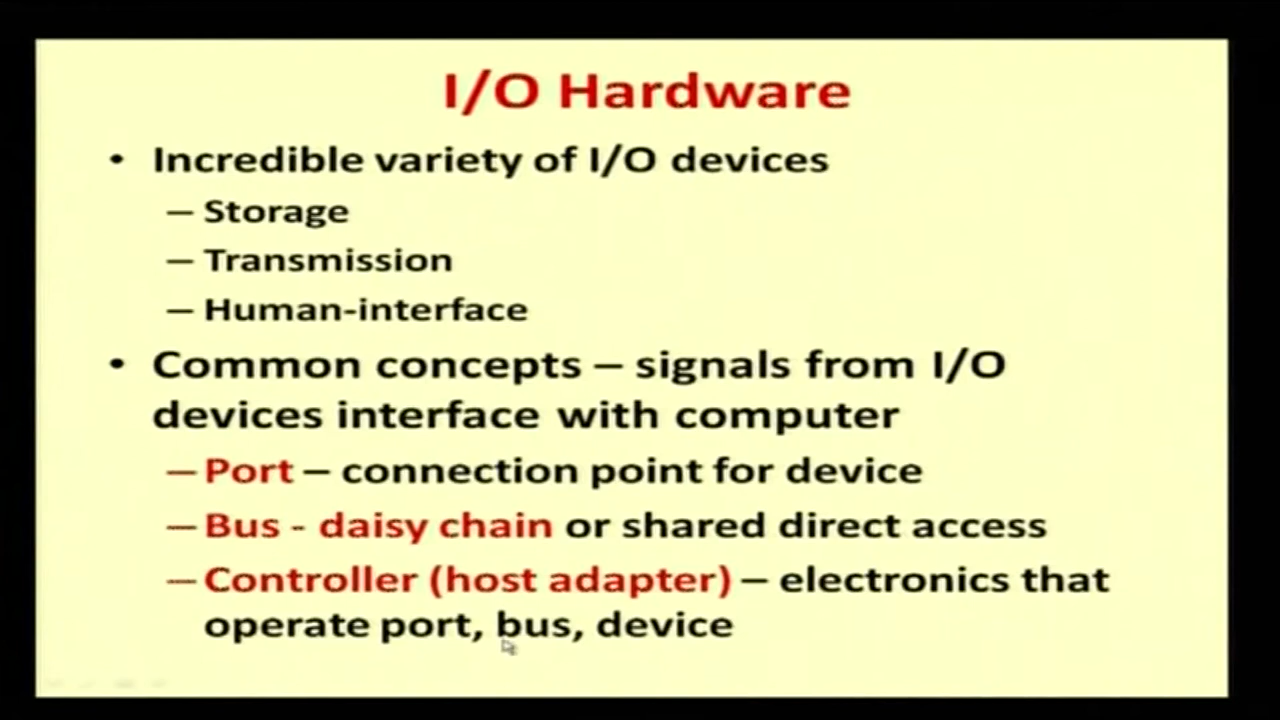 I/O Hardware
• Incredible variety of I/O devices
– Storage
– Transmission
– Human-interface
• Common concepts – signals from I/O
devices interface with computer
– Port – connection point for device
– Bus - daisy chain or shared direct access
– Controller (host adapter) – electronics that
operate port, bus, device